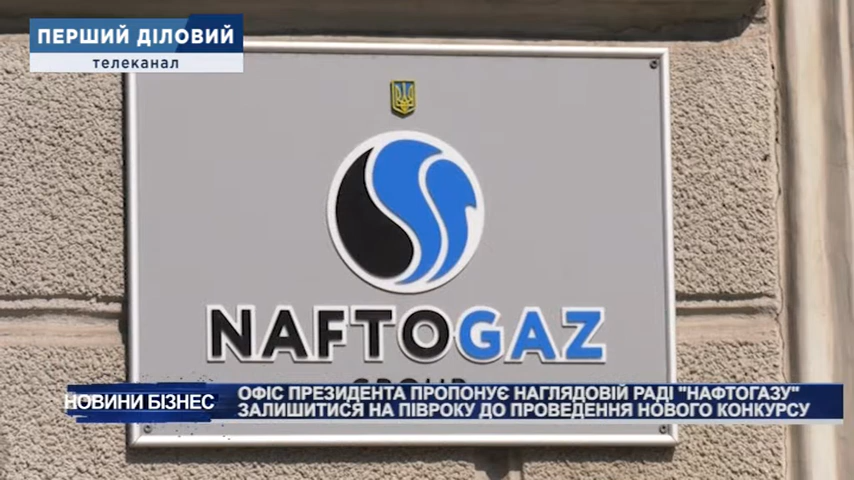 ПЕРШИЙ ДІЛОВИЙ
телеканал
NAFTOGAZ
НОВИНИ БІЗНЕС
ОФІС ПРЕЗИДЕНТА ПРОПОНУЄ НАГЛЯДОВІЙ РАДІ "НАФТОГАЗУ"
ЗАЛИШИТИСЯ НА ПІВРОКУ ДО ПРОВЕДЕННЯ НОВОГО КОНКУРСУ